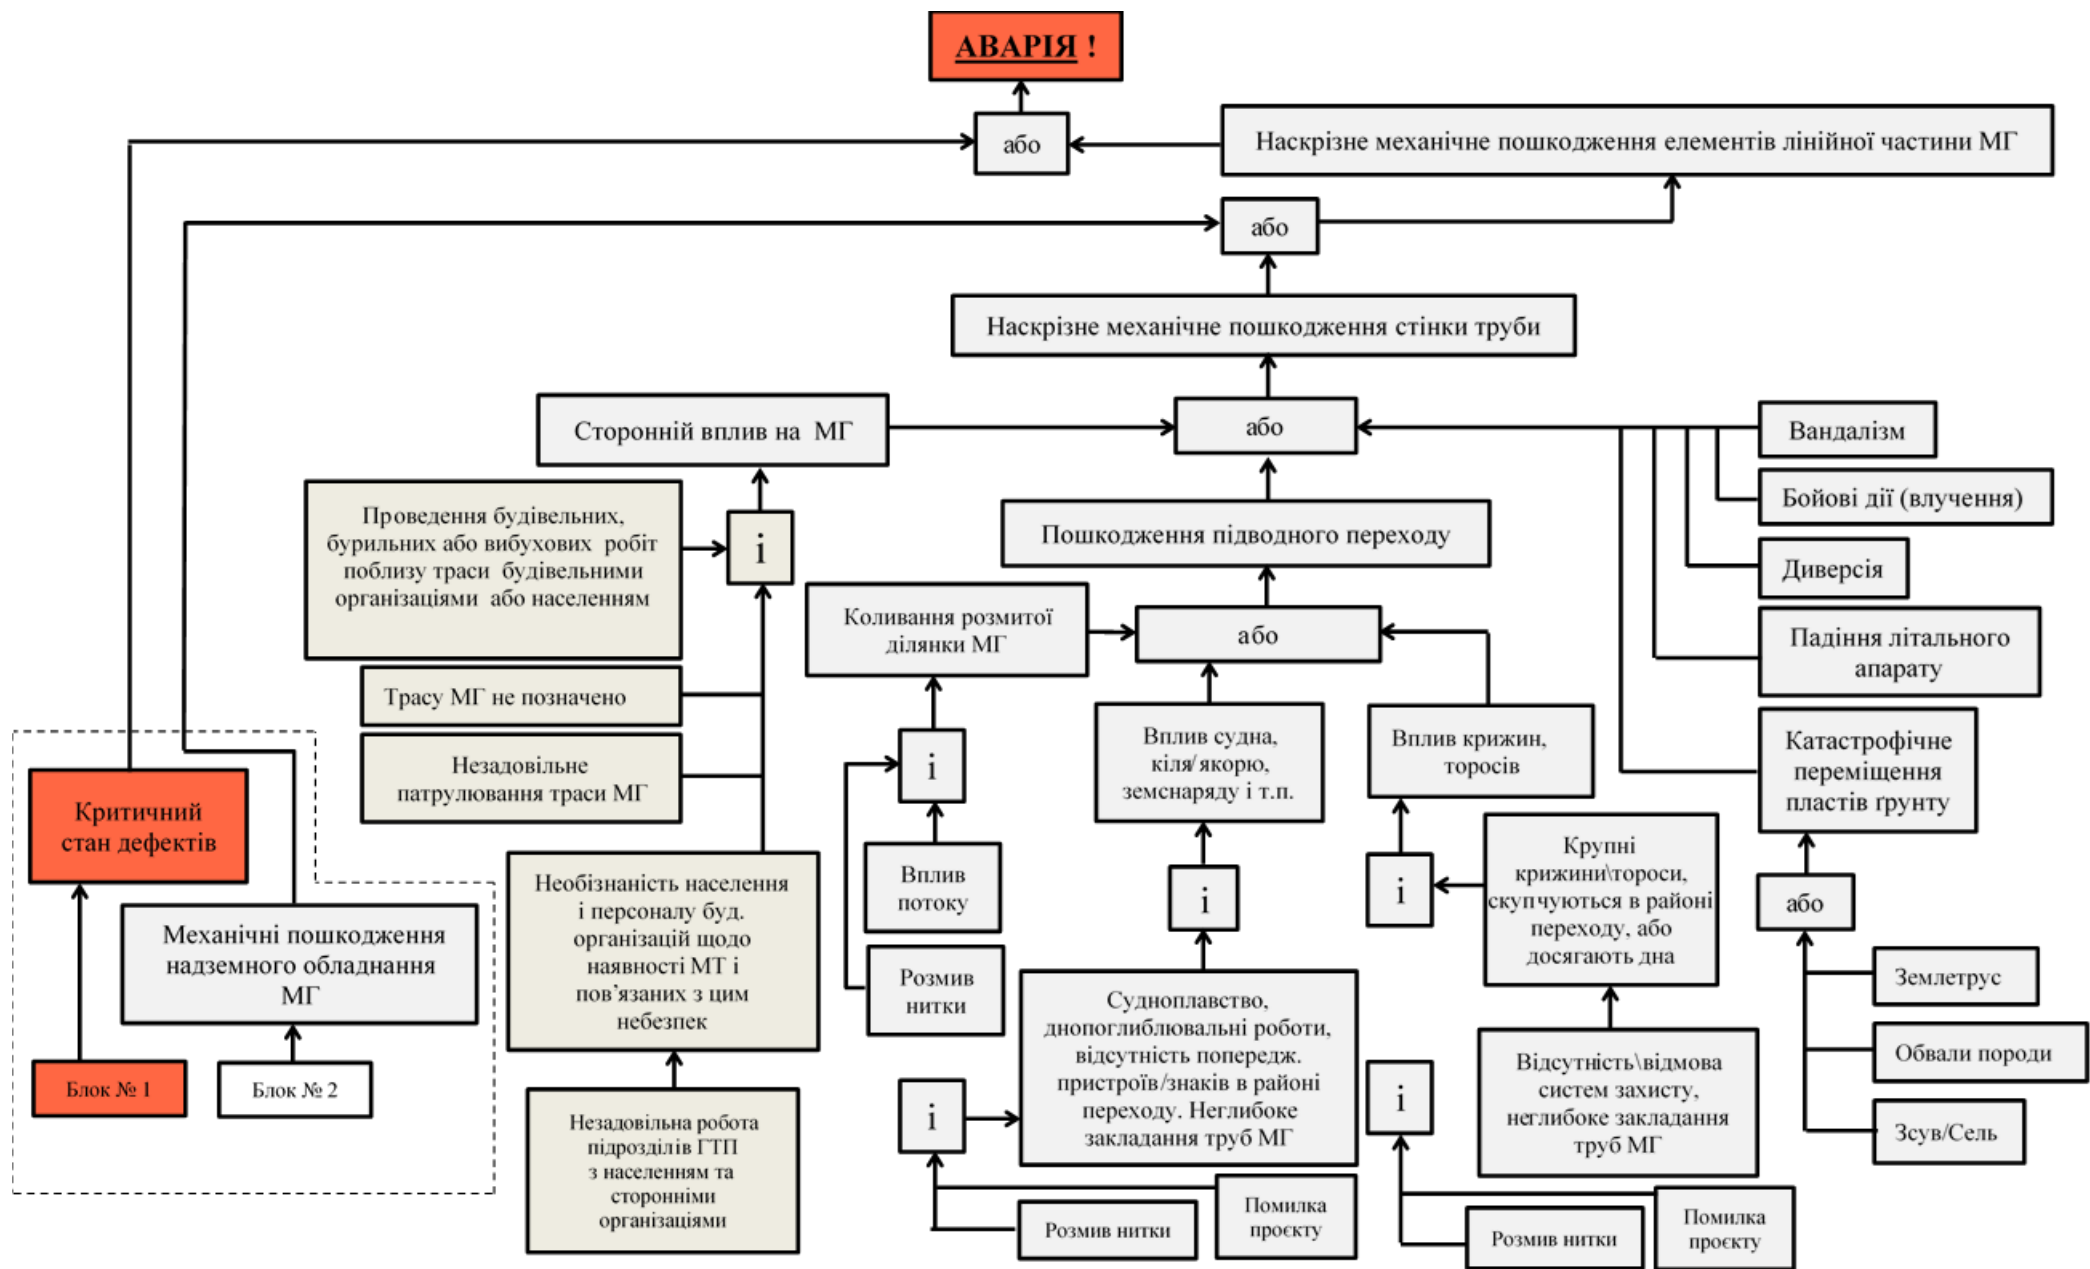 АВАРІЯ !
або
Наскрізне механічне пошкодження елементів лінійної частини МГ
або
Наскрізне механічне пошкодження стінки труби
Сторонній вплив на МГ
або
Вандалізм
Бойові дії (влучення)
Диверсія
Падіння літального
апарату
Катастрофічне
переміщення
пластів ґрунту
або
Землетрус
Обвали породи
Зсув/Сель
Проведення будівельних,
бурильних або вибухових робіт
поблизу траси будівельними
організаціями або населенням
і
Трасу МГ не позначено
Незадовільне
патрулювання траси МГ
Необізнаність населення
і персоналу буд.
організацій щодо
наявності МТ і
пов’язаних з цим
небезпек
Незадовільна робота
підрозділів ГТП
з населенням та
сторонніми
організаціями
Пошкодження підводного переходу
Коливання розмитої
ділянки МГ
або
і
Вплив
потоку
Розмив
нитки
Вплив судна,
кіля/якорю,
земснаряду і т.п.
і
Судноплавство,
днопоглиблювальні роботи,
відсутність попередж.
пристроїв/знаків в районі
переходу. Неглибоке
закладання труб МГ
і
Розмив нитки
Помилка
проєкту
Вплив крижин,
торосів
і
Крупні
крижини\тороси,
скупчуються в районі
переходу, або
досягають дна
Відсутність\відмова
систем захисту,
неглибоке закладання
труб МГ
і
Розмив нитки
Помилка
проєкту
Критичний
стан дефектів
Механічні пошкодження
надземного обладнання
МГ
Блок № 1
Блок № 2